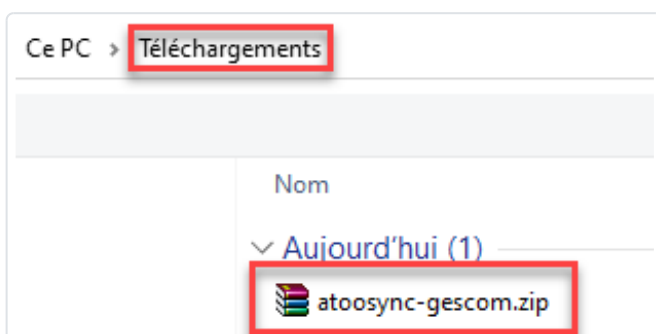 Ce PC > Téléchargements
Nom
Aujourd'hui (1)
atoosync-gescom.zip